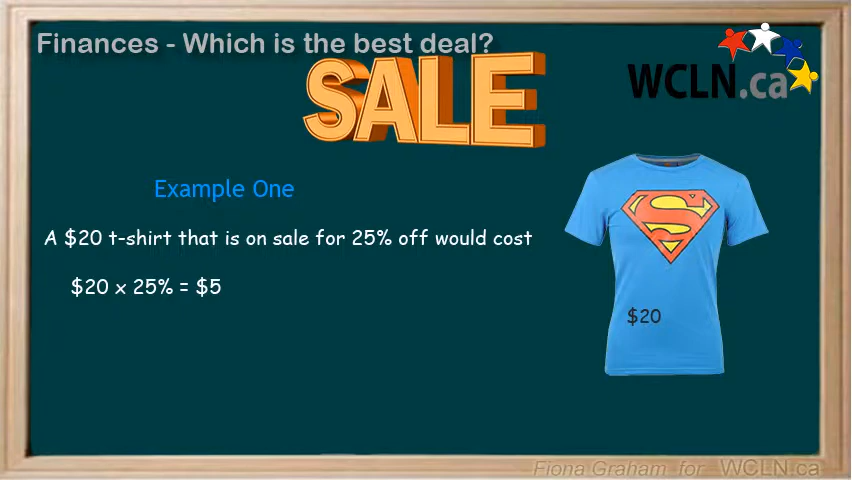 Finances - Which is the best deal?
SALE
WCLN.ca
Example One
A $20 t-shirt that is on sale for 25% off would cost
$20 x 25% = $5
$20
Fiona Graham for WCLN.ca